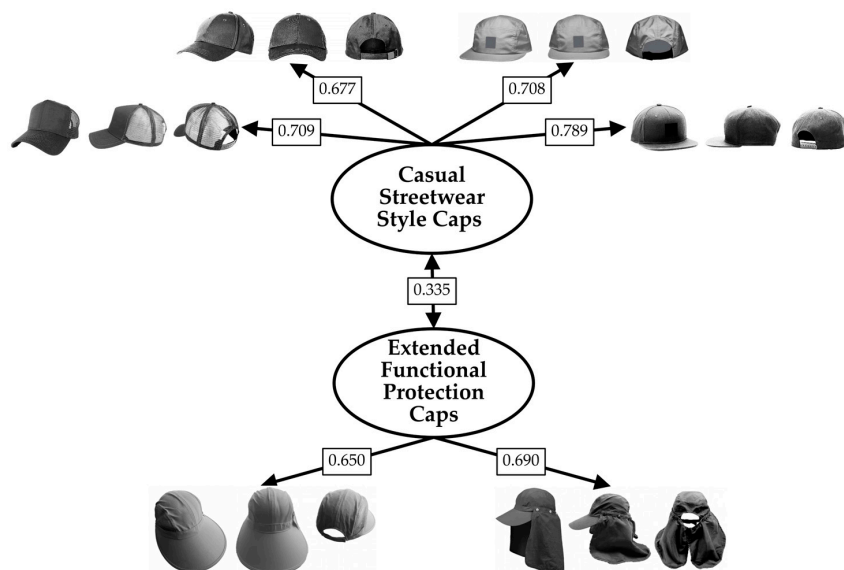 0.677
0.708
0.709
0.789
Casual
Streetwear
Style Caps
0.335
Extended
Functional
Protection
Caps
0.650
0.690